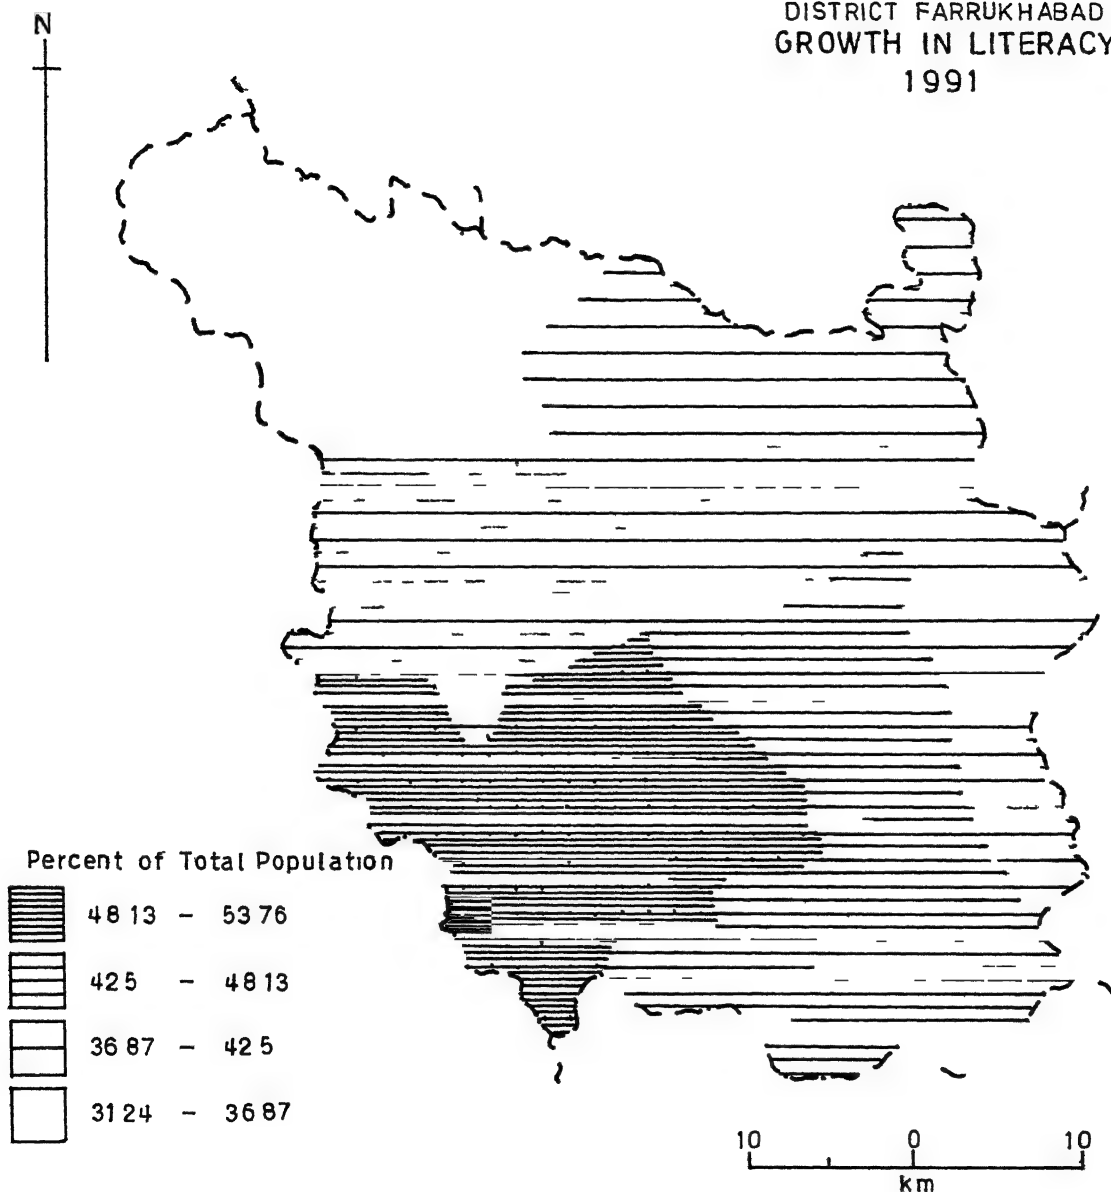 N
DISTRICT FARRUKHABAD
GROWTH IN LITERACY
1991
Percent of Total Population
48 13 - 53 76
42 5 - 48 13
36 87 - 42 5
31 24 - 36 87
10 0 10
km